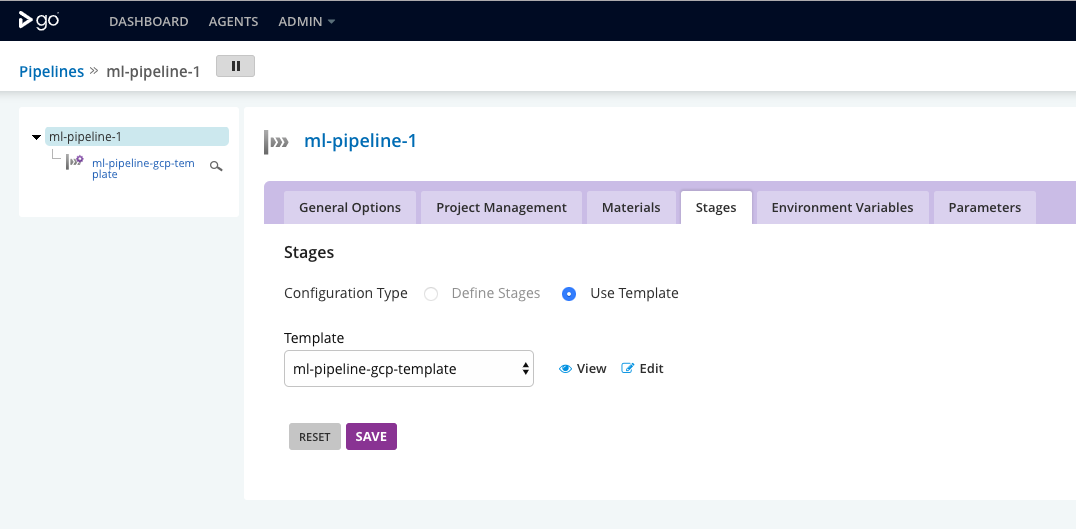 go DASHBOARD AGENTS ADMIN
Pipelines » ml-pipeline-1
ml-pipeline-1
ml-pipeline-gcp-tem
plate
ml-pipeline-1
General Options Project Management Materials Stages Environment Variables Parameters
Stages
Configuration Type Define Stages Use Template
Template
ml-pipeline-gcp-template View Edit
RESET SAVE